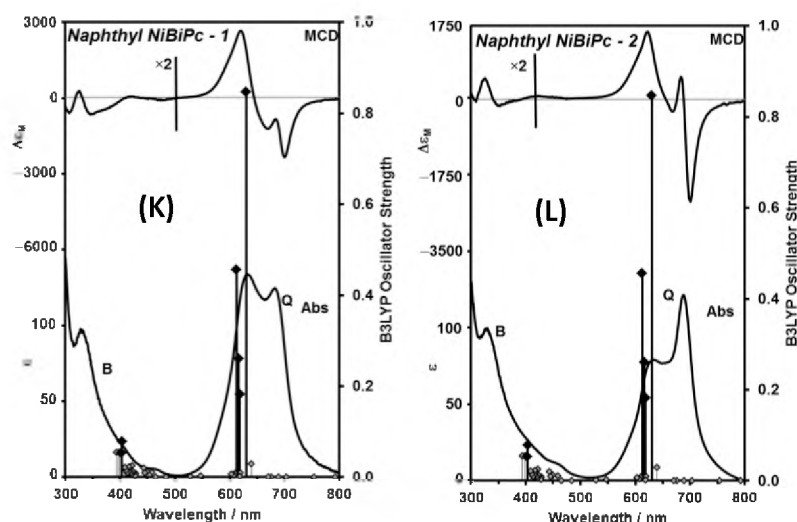 3000
Naphthyl NiBiPc - 1
MCD
×2
0
−3000
−6000
ΔεM
(K)
100
50
0
ε
B
Q
Abs
1.0
0.8
0.6
0.4
0.2
0.0
B3LYP Oscillator Strength
300 400 500 600 700 800
Wavelength / nm
1750
Naphthyl NiBiPc - 2
MCD
×2
0
−1750
−3500
ΔεM
(L)
100
50
0
ε
B
Q
Abs
1.0
0.8
0.6
0.4
0.2
0.0
B3LYP Oscillator Strength
300 400 500 600 700 800
Wavelength / nm